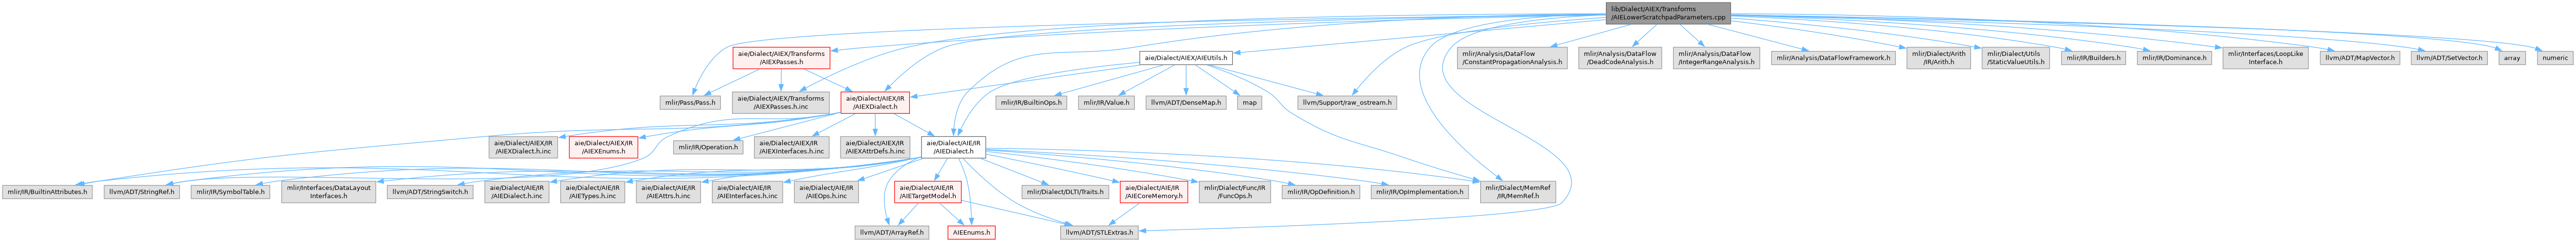 lib/Dialect/AIEX/Transforms
/AIELowerScratchpadParameters.cpp
aie/Dialect/AIEX/Transforms
/AIEXPasses.h
aie/Dialect/AIEX/AIEUtils.h
mlir/Analysis/DataFlow
/ConstantPropagationAnalysis.h
mlir/Analysis/DataFlow
/DeadCodeAnalysis.h
mlir/Analysis/DataFlow
/IntegerRangeAnalysis.h
mlir/Analysis/DataFlowFramework.h
mlir/Dialect/Arith
/IR/Arith.h
mlir/Dialect/Utils
/StaticValueUtils.h
mlir/IR/Builders.h
mlir/IR/Dominance.h
mlir/Interfaces/LoopLike
Interface.h
llvm/ADT/MapVector.h
llvm/ADT/SetVector.h
array
numeric
mlir/Pass/Pass.h
aie/Dialect/AIEX/Transforms
/AIEXPasses.h.inc
aie/Dialect/AIEX/IR
/AIEXDialect.h
mlir/IR/BuiltinOps.h
mlir/IR/Value.h
llvm/ADT/DenseMap.h
map
llvm/Support/raw_ostream.h
aie/Dialect/AIEX/IR
/AIEXDialect.h.inc
aie/Dialect/AIEX/IR
/AIEXEnums.h
mlir/IR/Operation.h
aie/Dialect/AIEX/IR
/AIEXInterfaces.h.inc
aie/Dialect/AIEX/IR
/AIEXAttrDefs.h.inc
aie/Dialect/AIE/IR
/AIEDialect.h
mlir/IR/BuiltinAttributes.h
llvm/ADT/StringRef.h
mlir/IR/SymbolTable.h
mlir/Interfaces/DataLayout
Interfaces.h
llvm/ADT/StringSwitch.h
aie/Dialect/AIE/IR
/AIEDialect.h.inc
aie/Dialect/AIE/IR
/AIETypes.h.inc
aie/Dialect/AIE/IR
/AIEAttrs.h.inc
aie/Dialect/AIE/IR
/AIEInterfaces.h.inc
aie/Dialect/AIE/IR
/AIEOps.h.inc
aie/Dialect/AIE/IR
/AIETargetModel.h
mlir/Dialect/DLTI/Traits.h
aie/Dialect/AIE/IR
/AIECoreMemory.h
mlir/Dialect/Func/IR
/FuncOps.h
mlir/IR/OpDefinition.h
mlir/IR/OpImplementation.h
mlir/Dialect/MemRef
/IR/MemRef.h
llvm/ADT/ArrayRef.h
AIEEnums.h
llvm/ADT/STLExtras.h